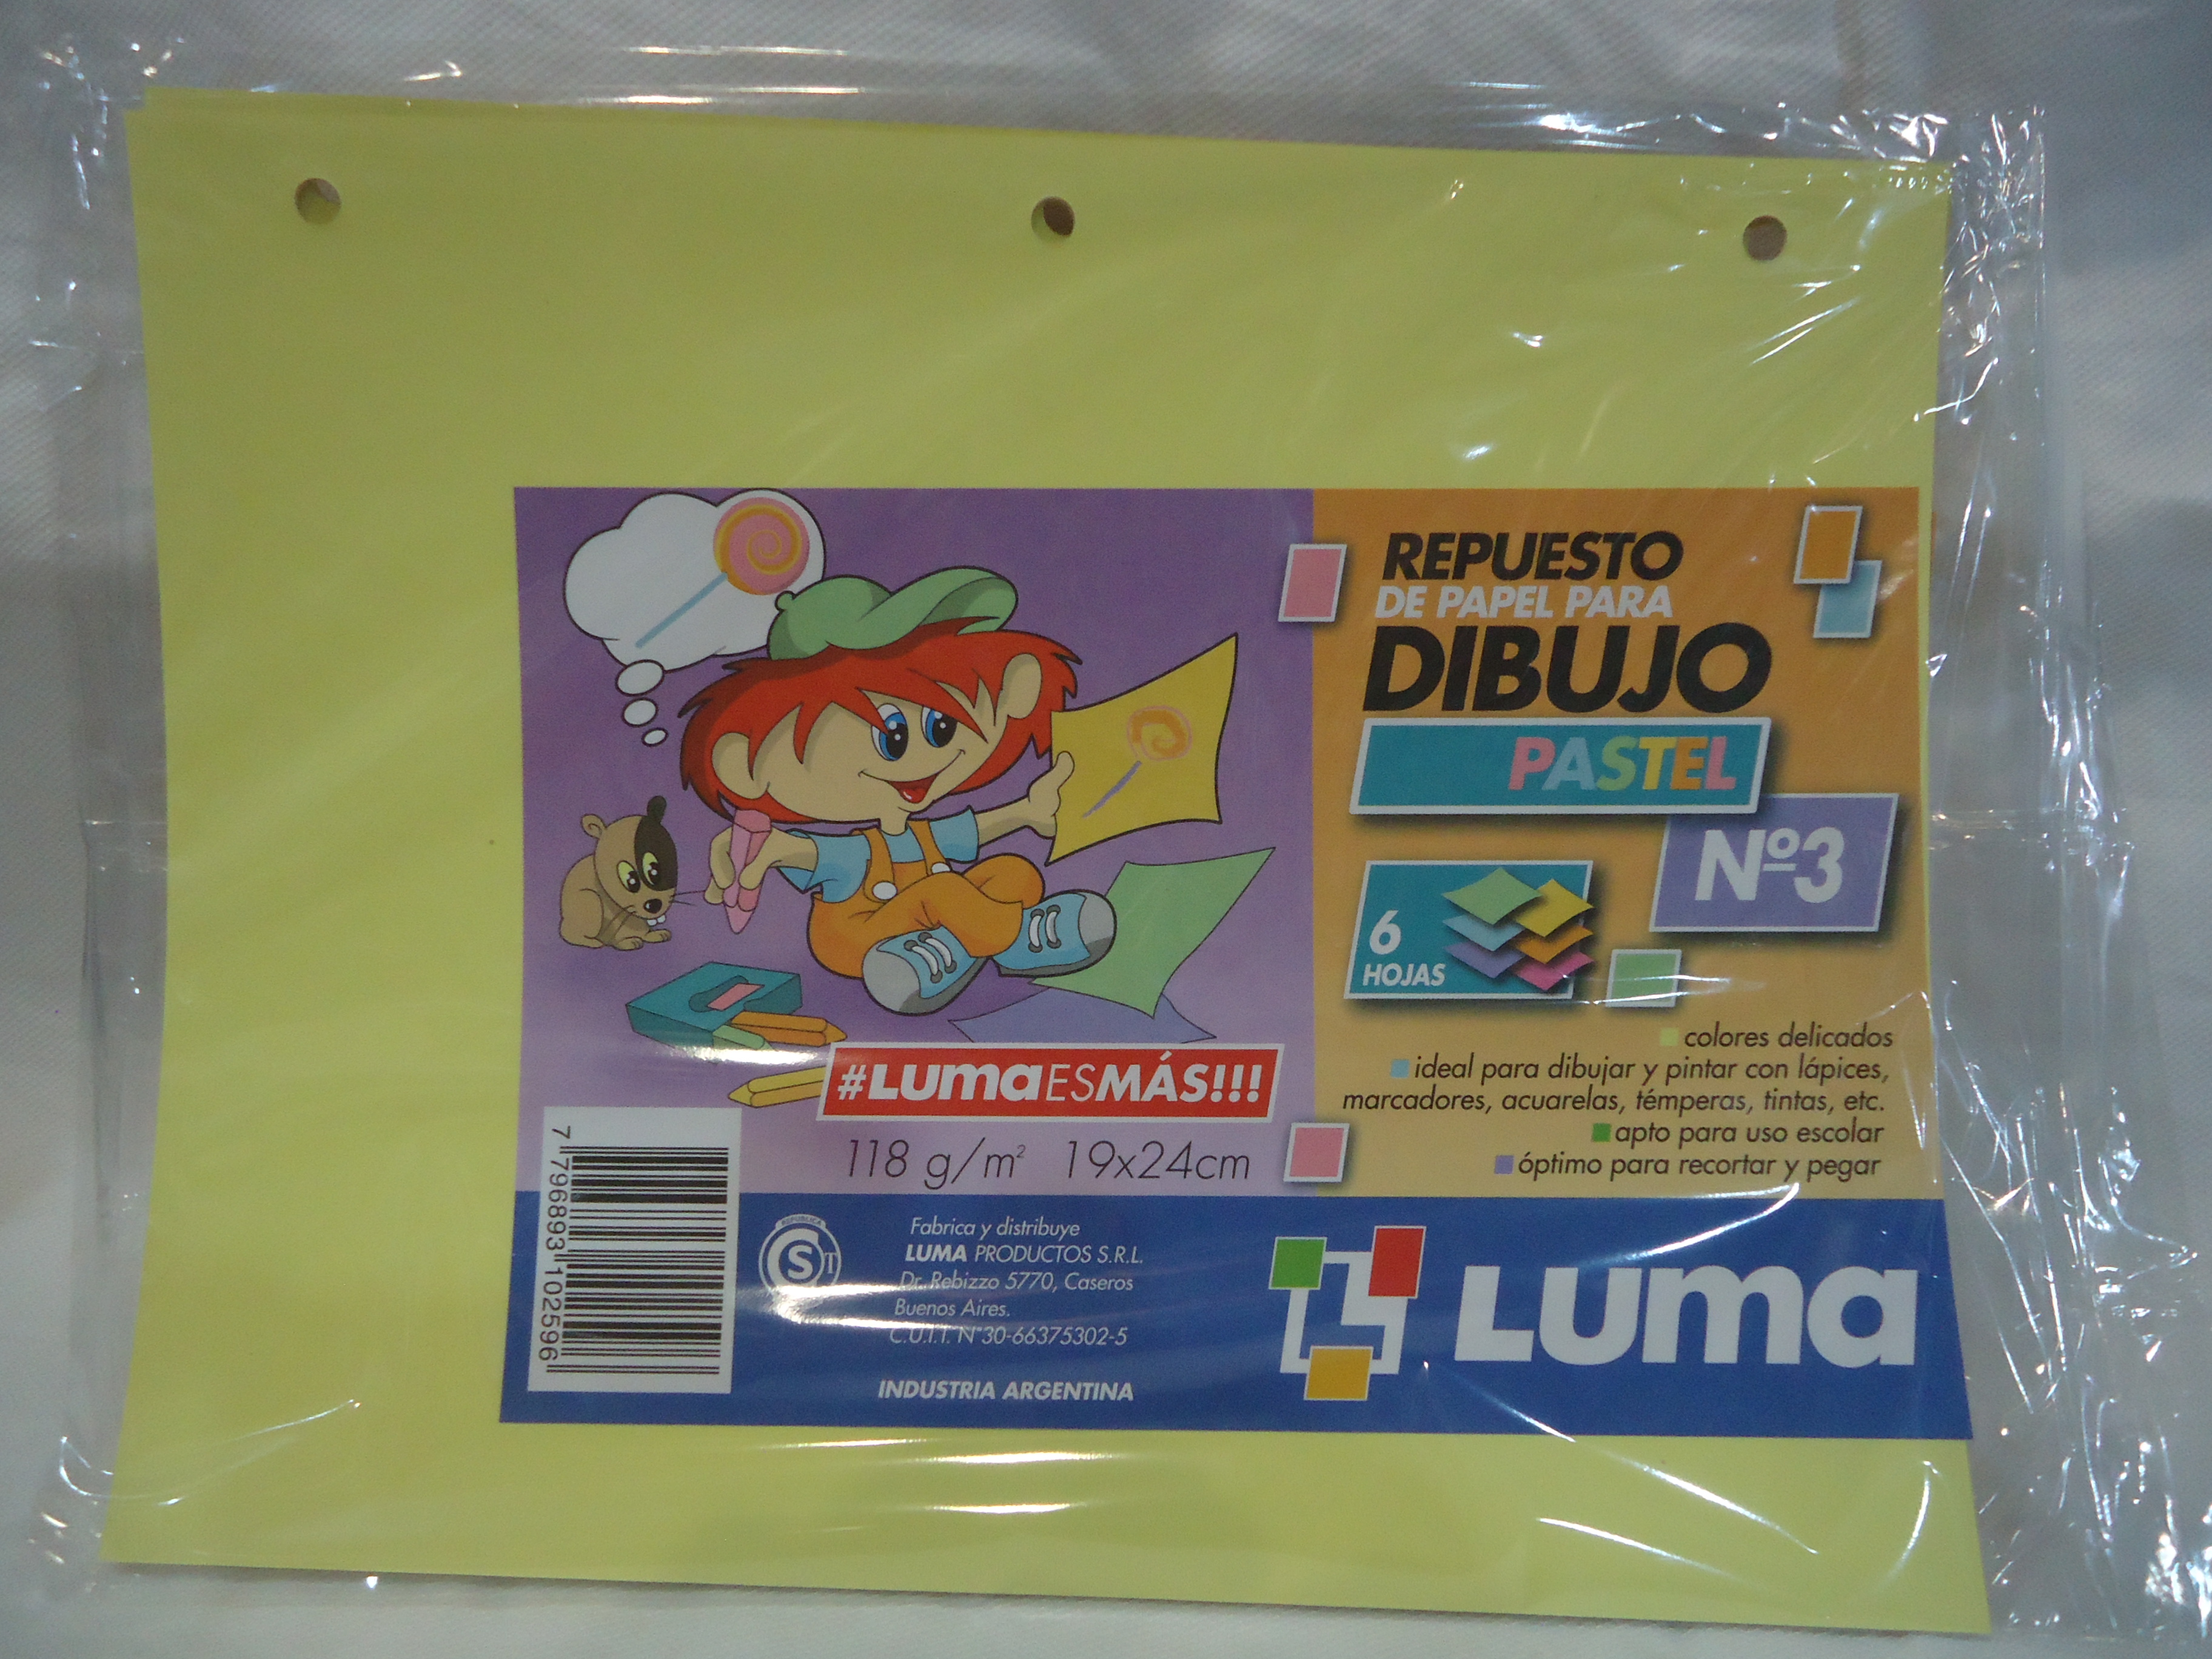 REPUESTO
DE PAPEL PARA
DIBUJO
PASTEL
Nº3
6
HOJAS
colores delicados
ideal para dibujar y pintar con lápices,
marcadores, acuarelas, témperas, tintas, etc.
apto para uso escolar
óptimo para recortar y pegar
#LUMAESMÁS!!!
118 g/m² 19x24cm
7 796893 102596
REPUBLICA
S T
Fabrica y distribuye
LUMA PRODUCTOS S.R.L.
Dr. Rebizzo 5770, Caseros
Buenos Aires.
C.U.I.T. N°30-66375302-5
INDUSTRIA ARGENTINA
Luma